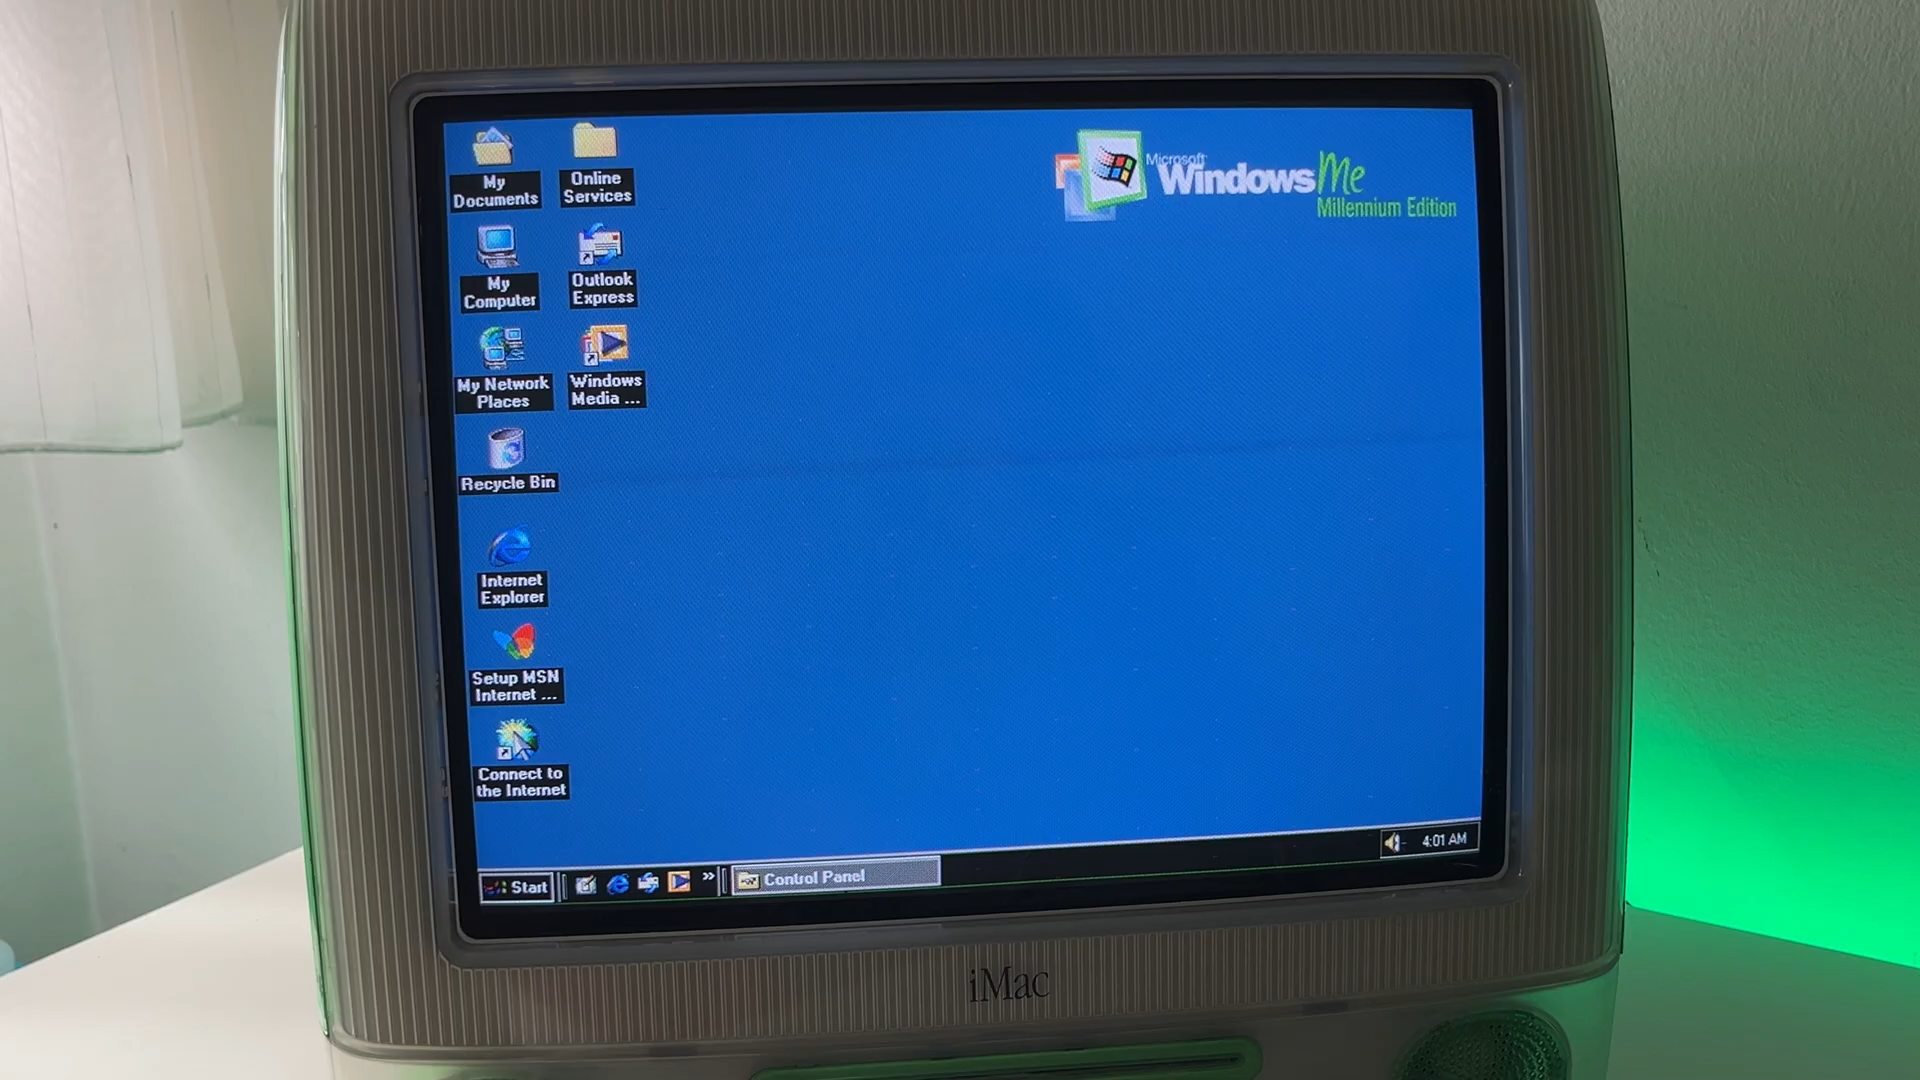 My
Documents
Online
Services
Microsoft
Windows Me
Millennium Edition
My
Computer
Outlook
Express
My Network
Places
Windows
Media ...
Recycle Bin
Internet
Explorer
Setup MSN
Internet ...
Connect to
the Internet
Start
»
Control Panel
4:01 AM
iMac